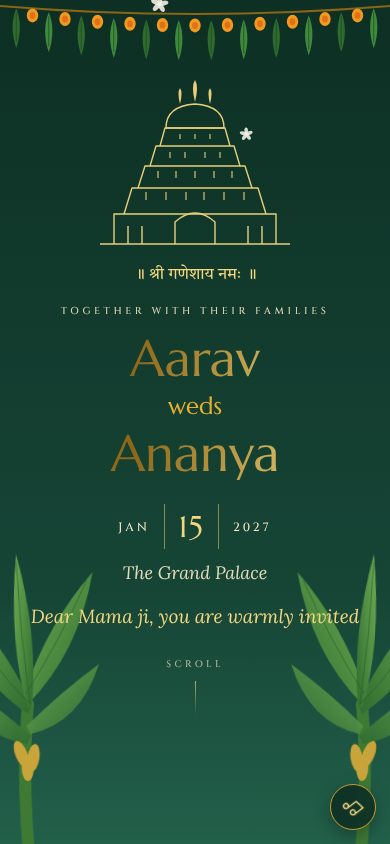 ॥ श्री गणेशाय नमः ॥
TOGETHER WITH THEIR FAMILIES
Aarav
weds
Ananya
JAN 15 2027
The Grand Palace
Dear Mama ji, you are warmly invited
SCROLL